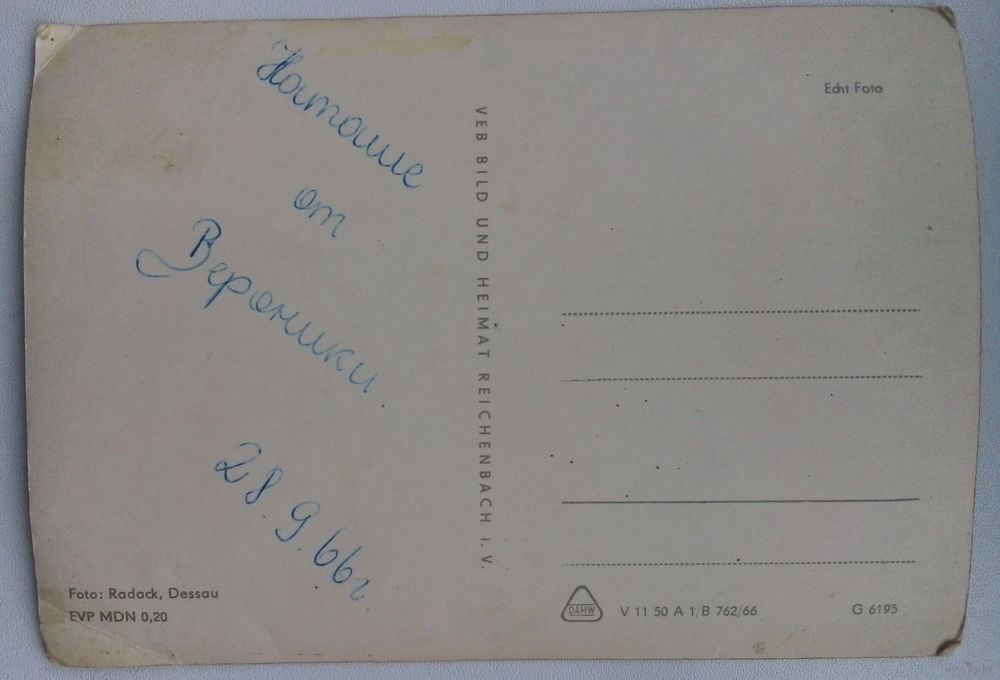 Наташе
от
Вероники.
28.9.66г.
Foto: Radack, Dessau
EVP MDN 0,20
VEB BILD UND HEIMAT REICHENBACH i. V.
Echt Foto
DAMW
V 11 50 A 1/B 762/66
G 6195